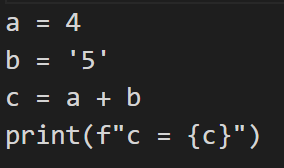 a = 4
b = '5'
c = a + b
print(f"c = {c}")